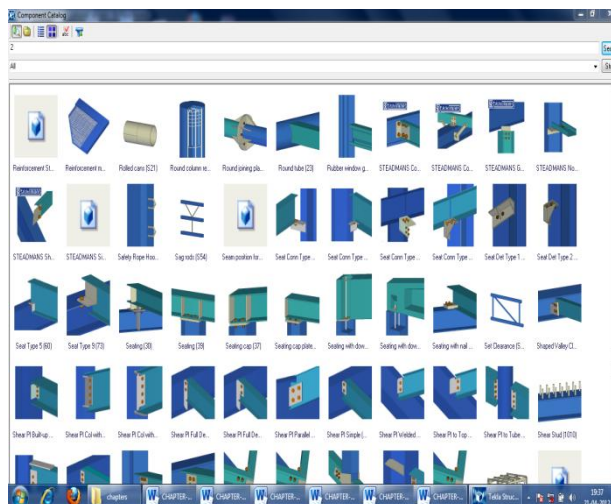 Component Catalog
2
Sea
All
St
Reinforcement St... Reinforcement m... Rolled cans (S21) Round column re... Round joining pla... Round tube (23) Rubber window g... STEADMANS Co... STEADMANS Co... STEADMANS G... STEADMANS No...
STEADMANS Sh... STEADMANS Si... Safety Rope Hoo... Sag rods (S54) Seam position for... Seat Conn Type ... Seat Conn Type ... Seat Conn Type ... Seat Conn Type ... Seat Det Type 1 ... Seat Det Type 2 ...
Seat Type 5 (60) Seat Type 9 (73) Seating (30) Seating (39) Seating cap (37) Seating cap plate... Seating with dow... Seating with dow... Seating with nail ... Set Clearance (S... Shaped Valley Cl...
Shear Pl Built-up ... Shear Pl Col with... Shear Pl Col with... Shear Pl Full De... Shear Pl Full De... Shear Pl Parallel ... Shear Pl Simple (... Shear Pl Welded ... Shear Pl to Top ... Shear Pl to Tube ... Shear Stud (1010)
chapters CHAPTER-... CHAPTER-... CHAPTER-... CHAPTER-... CHAPTER-... CHAPTER-... CHAPTER-... Tekla Struct... 19:37